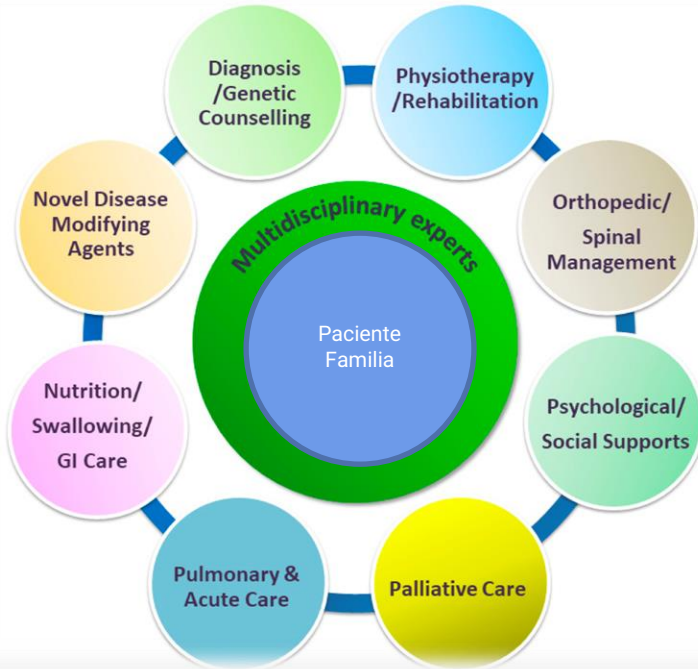 Diagnosis
/Genetic
Counselling
Physiotherapy
/Rehabilitation
Orthopedic/
Spinal
Management
Psychological/
Social Supports
Palliative Care
Pulmonary &
Acute Care
Nutrition/
Swallowing/
GI Care
Novel Disease
Modifying
Agents
Multidisciplinary experts
Paciente
Familia